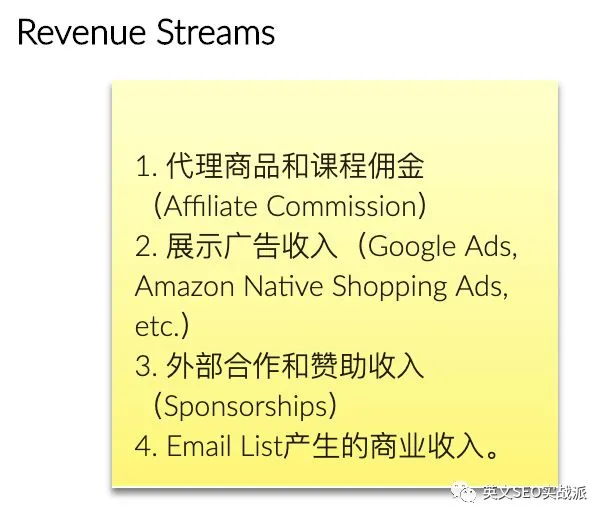 Revenue Streams
1. 代理商品和课程佣金
（Affiliate Commission）
2. 展示广告收入（Google Ads,
Amazon Native Shopping Ads,
etc.）
3. 外部合作和赞助收入
（Sponsorships）
4. Email List产生的商业收入。
英文SEO实战派